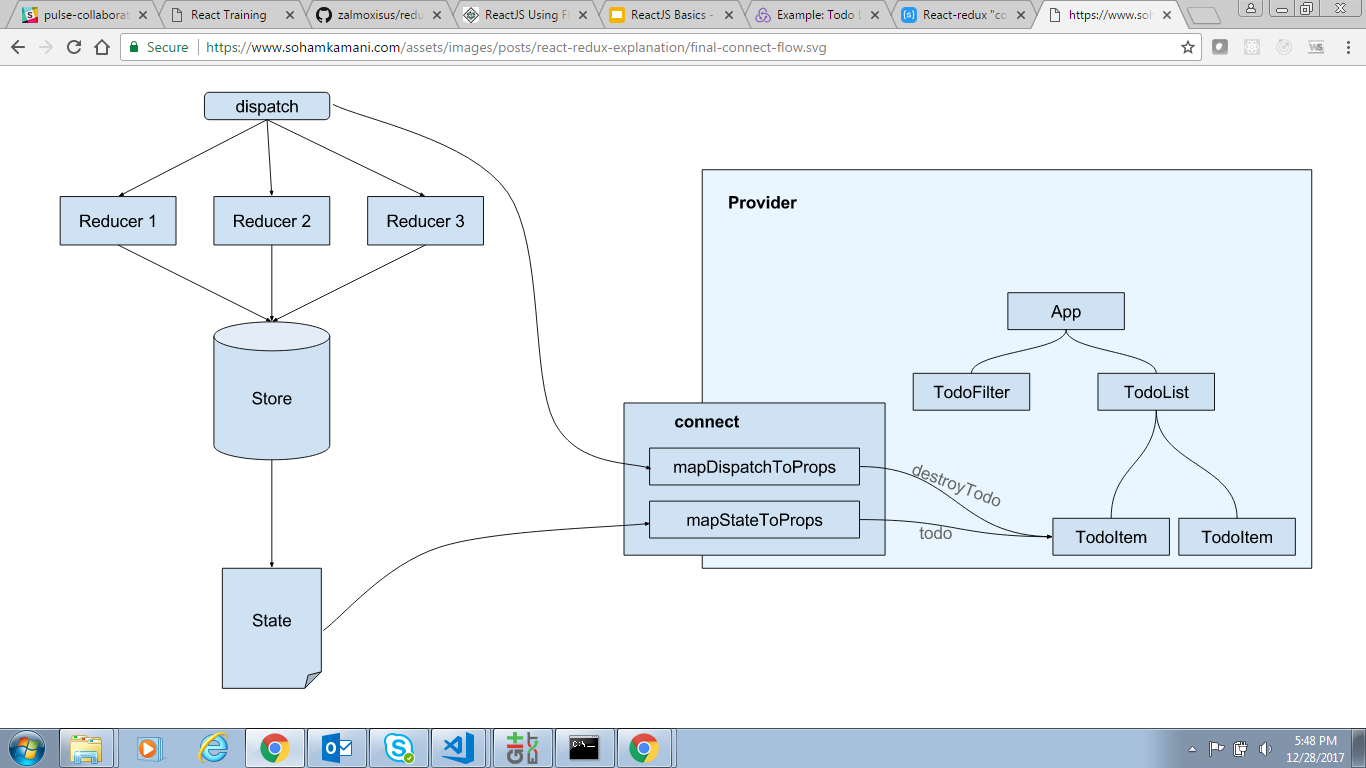 pulse-collaborat
React Training
zalmoxisus/redu
ReactJS Using Fl
ReactJS Basics -
Example: Todo L
React-redux "co
https://www.soh
Secure
https://www.sohamkamani.com/assets/images/posts/react-redux-explanation/final-connect-flow.svg
dispatch
Reducer 1
Reducer 2
Reducer 3
Store
State
Provider
App
TodoFilter
TodoList
connect
mapDispatchToProps
mapStateToProps
destroyTodo
todo
TodoItem
TodoItem
5:48 PM
12/28/2017